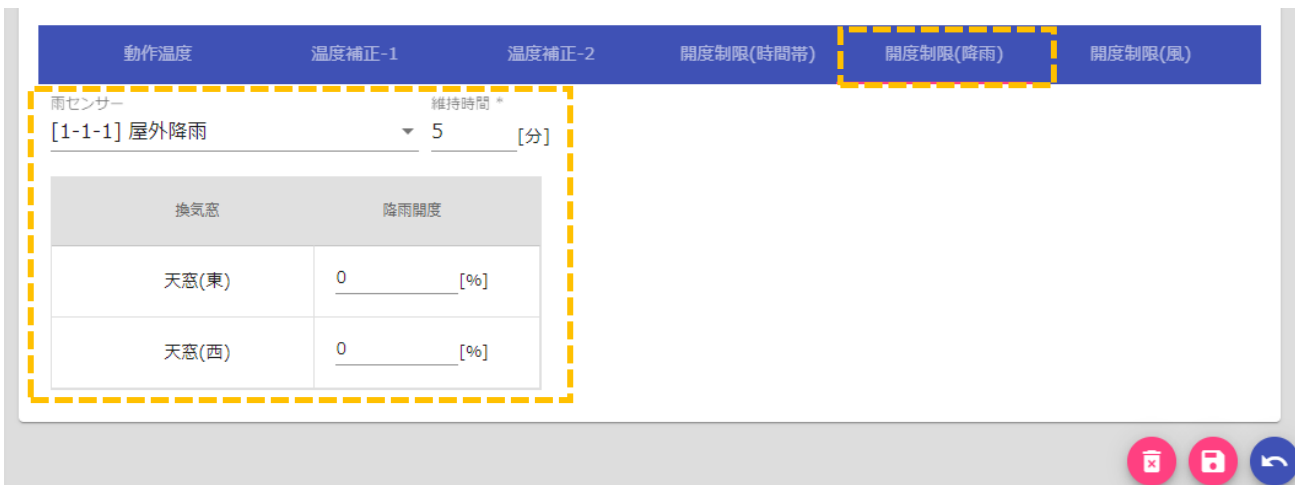 動作温度 温度補正-1 温度補正-2 開度制限(時間帯) 開度制限(降雨) 開度制限(風)
雨センサー 維持時間 *
[1-1-1] 屋外降雨 5 [分]
換気窓 降雨開度
天窓(東) 0 [%]
天窓(西) 0 [%]